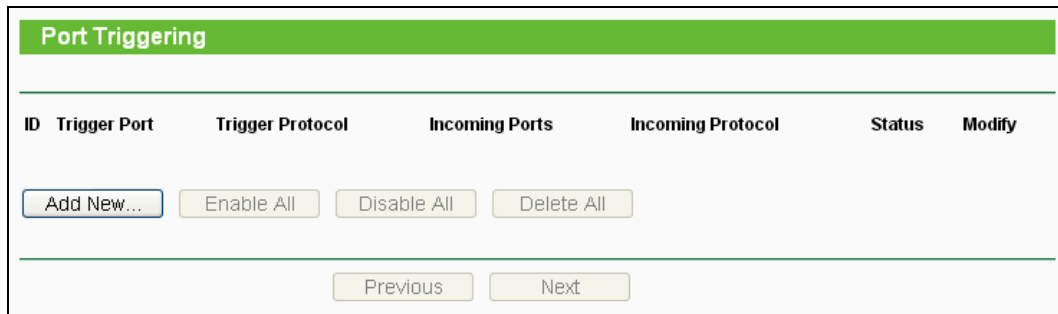 Port Triggering
ID Trigger Port Trigger Protocol Incoming Ports Incoming Protocol Status Modify
Add New... Enable All Disable All Delete All
Previous Next